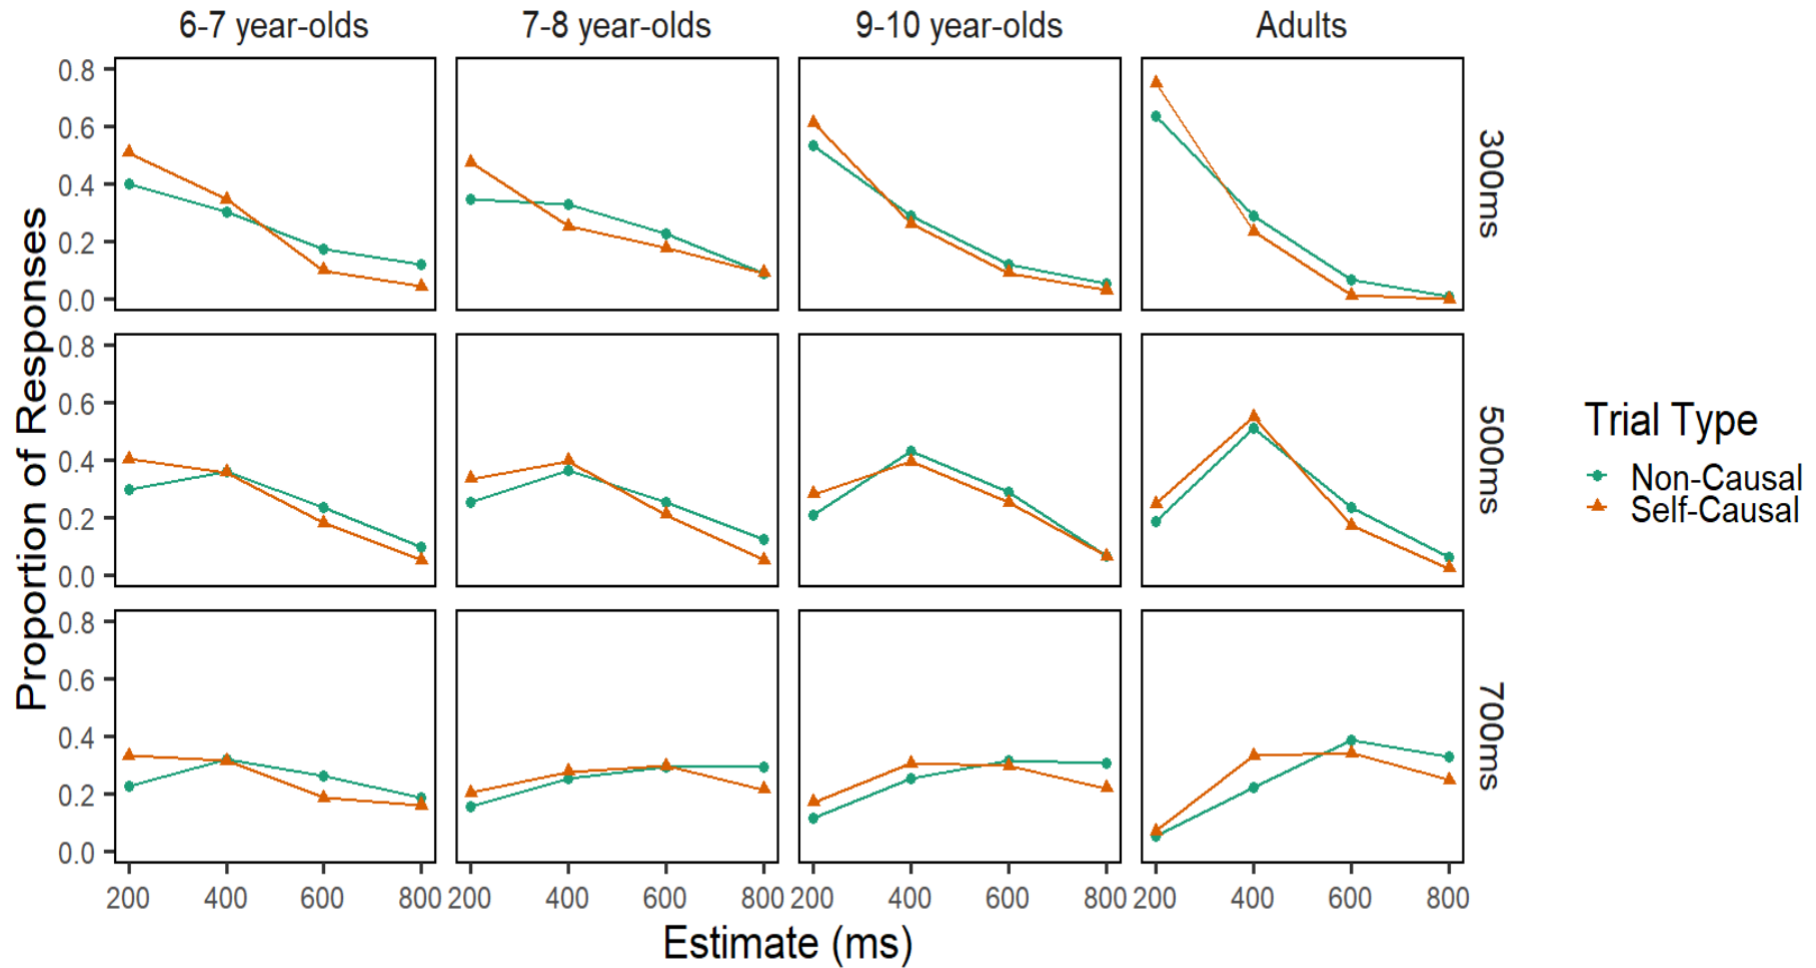 6-7 year-olds
7-8 year-olds
9-10 year-olds
Adults
Proportion of Responses
0.8
0.6
0.4
0.2
0.0
300ms
0.8
0.6
0.4
0.2
0.0
500ms
0.8
0.6
0.4
0.2
0.0
700ms
200 400 600 800
200 400 600 800
200 400 600 800
200 400 600 800
Estimate (ms)
Trial Type
Non-Causal
Self-Causal